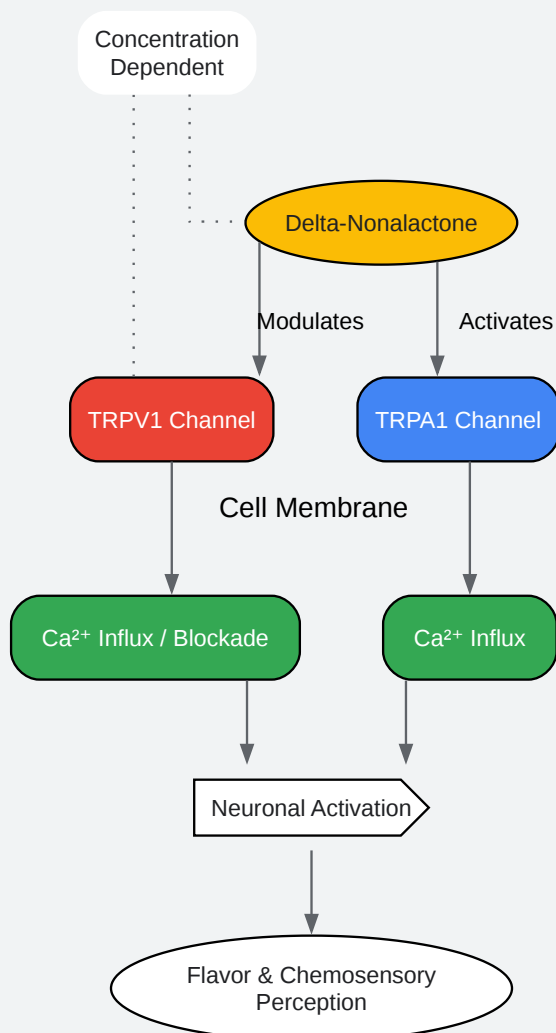 Concentration
Dependent
Delta-Nonalactone
Modulates
Activates
TRPV1 Channel
TRPA1 Channel
Cell Membrane
Ca²⁺ Influx / Blockade
Ca²⁺ Influx
Neuronal Activation
Flavor & Chemosensory
Perception